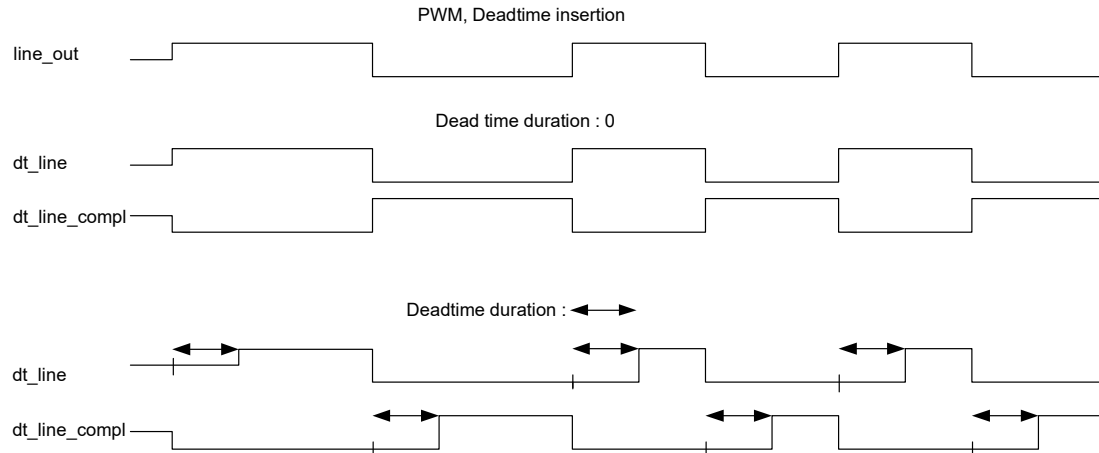 PWM, Deadtime insertion
line_out
Dead time duration : 0
dt_line
dt_line_compl
Deadtime duration :
dt_line
dt_line_compl